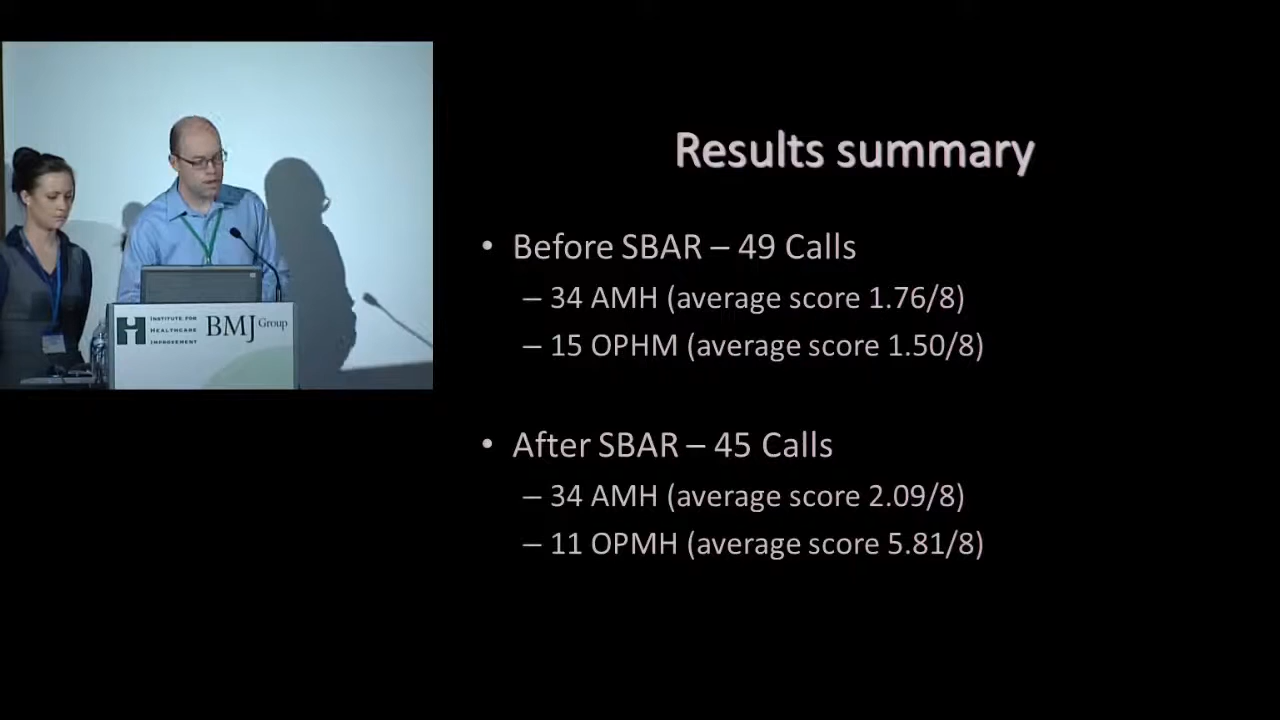 Results summary
• Before SBAR – 49 Calls
– 34 AMH (average score 1.76/8)
– 15 OPHM (average score 1.50/8)
• After SBAR – 45 Calls
– 34 AMH (average score 2.09/8)
– 11 OPMH (average score 5.81/8)
INSTITUTE FOR
HEALTHCARE
IMPROVEMENT
BMJ Group